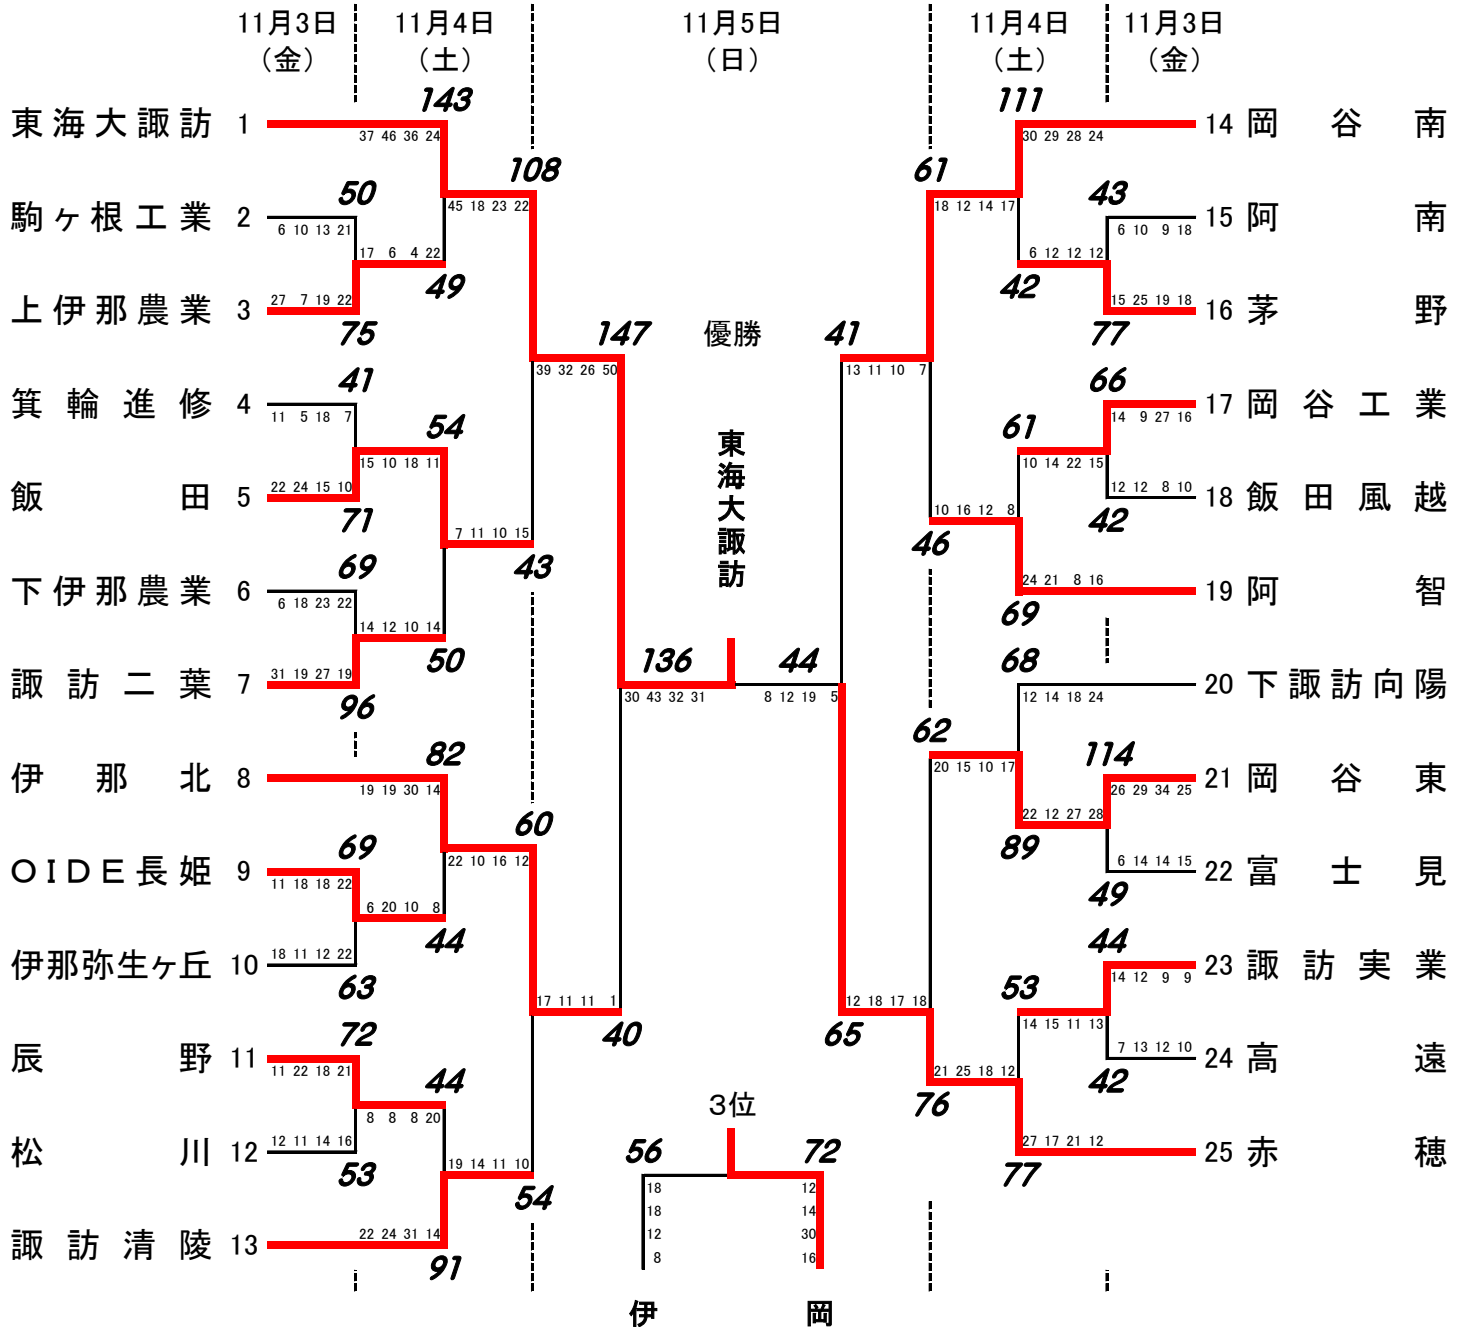 11月3日 11月4日 11月5日 11月4日 11月3日
（金） （土） （日） （土） （金）
143 111
東海大諏訪 1 14 岡谷南
37 46 36 24 30 29 28 24
108 61
50 43
45 18 23 22 18 12 14 17
駒ヶ根工業 2 15 阿南
6 10 13 21 6 10 9 18
17 6 4 22 6 12 12 12
49 42
27 7 19 22 15 25 19 18
上伊那農業 3 16 茅野
75 147 優勝 41 77
39 32 26 50 13 11 10 7
41 66
箕輪進修 4 17 岡谷工業
11 5 18 7 14 9 27 16
54 61
15 10 18 11 10 14 22 15
東海大諏訪
22 24 15 10 12 12 8 10
飯田 5 18 飯田風越
71 42
10 16 12 8
7 11 10 15
46
43
69
24 21 8 16
下伊那農業 6 19 阿智
6 18 23 22
69
14 12 10 14
50 136 44 68
31 19 27 19
諏訪二葉 7 20 下諏訪向陽
30 43 32 31 8 12 19 5 12 14 18 24
96
62
82 114
20 15 10 17
伊那北 8 21 岡谷東
19 19 30 14 26 29 34 25
60
22 12 27 28
69 89
22 10 16 12 6 14 14 15
OIDE長姫 9 22 富士見
11 18 18 22
49
6 20 10 8
44 44
18 11 12 22
伊那弥生ヶ丘 10 23 諏訪実業
14 12 9 9
63 53
17 11 11 1 12 18 17 18
14 15 11 13
72 40 65
7 13 12 10
辰野 11 24 高遠
11 22 18 21 21 25 18 12
44 42
76
3位
8 8 8 20
12 11 14 16 27 17 21 12
松川 12 25 赤穂
56 72
19 14 11 10
53 77
18 12
54
18 14
22 24 31 14 12 30
諏訪清陵 13
8 16
91
伊 岡